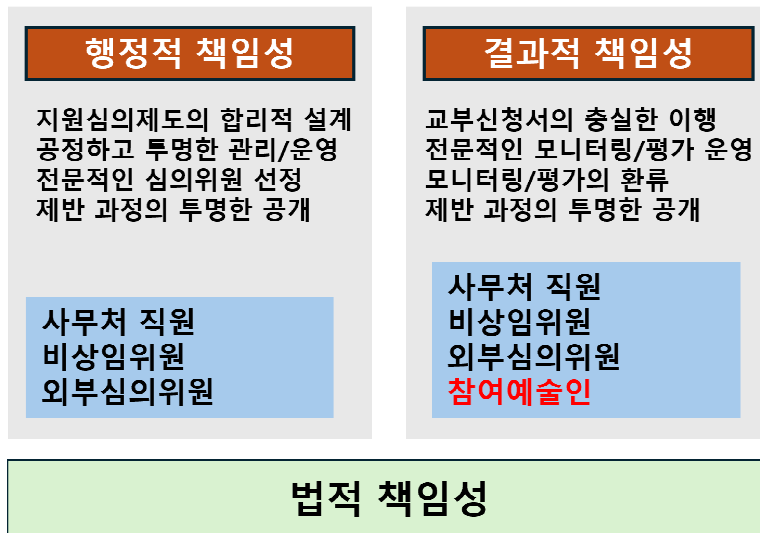 행정적 책임성
지원심의제도의 합리적 설계
공정하고 투명한 관리/운영
전문적인 심의위원 선정
제반 과정의 투명한 공개
사무처 직원
비상임위원
외부심의위원
결과적 책임성
교부신청서의 충실한 이행
전문적인 모니터링/평가 운영
모니터링/평가의 환류
제반 과정의 투명한 공개
사무처 직원
비상임위원
외부심의위원
참여예술인
법적 책임성